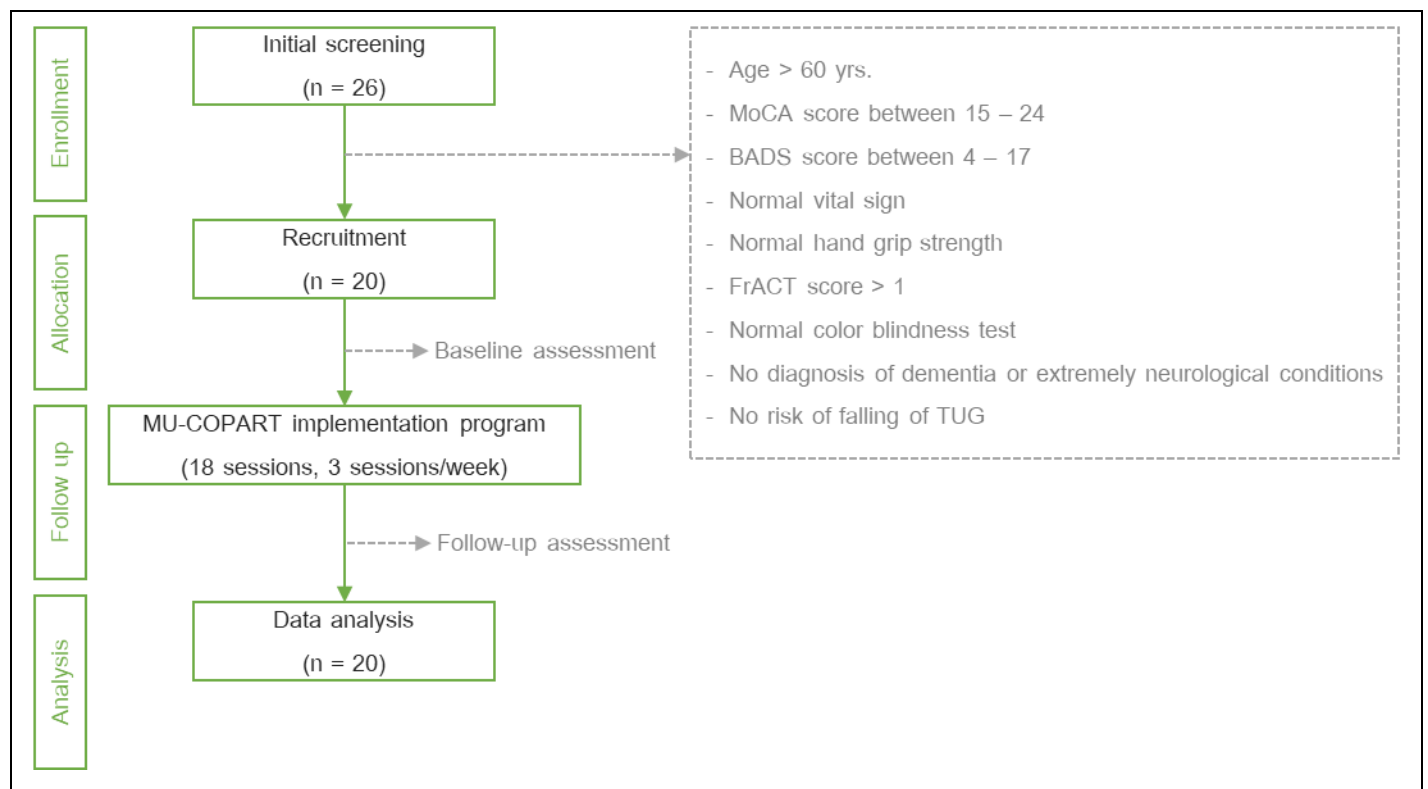 Enrollment
Initial screening
(n = 26)
- Age > 60 yrs.
- MoCA score between 15 – 24
- BADS score between 4 – 17
- Normal vital sign
- Normal hand grip strength
- FrACT score > 1
- Normal color blindness test
- No diagnosis of dementia or extremely neurological conditions
- No risk of falling of TUG
Allocation
Recruitment
(n = 20)
Baseline assessment
Follow up
MU-COPART implementation program
(18 sessions, 3 sessions/week)
Follow-up assessment
Analysis
Data analysis
(n = 20)